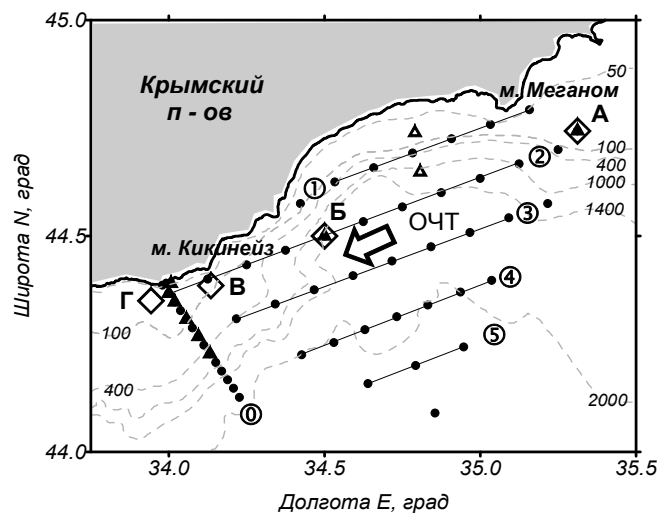 45.0
Крымский
п - ов
м. Меганом
50
А
100
400
1000
1400
②
①
③
Б
ОЧТ
44.5
м. Кикинейз
Г
В
④
⑤
100
400
⓪
2000
44.0
34.0
34.5
35.0
35.5
Широта N, град
Долгота E, град